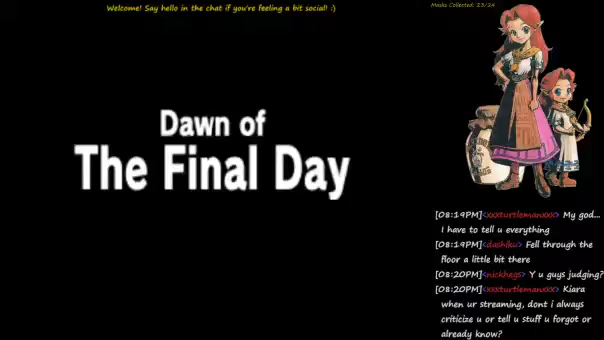 Welcome! Say hello in the chat if you're feeling a bit social! :)
Masks Collected: 23/24
Dawn of
The Final Day
[08:19PM]<xxxturtlemanxxx> My god...
I have to tell u everything
[08:19PM]<dashiku> Fell through the
floor a little bit there
[08:20PM]<nickhegs> Y u guys judging?
[08:20PM]<xxxturtlemanxxx> Kiara
when ur streaming, dont i always
criticize u or tell u stuff u forgot or
already know?